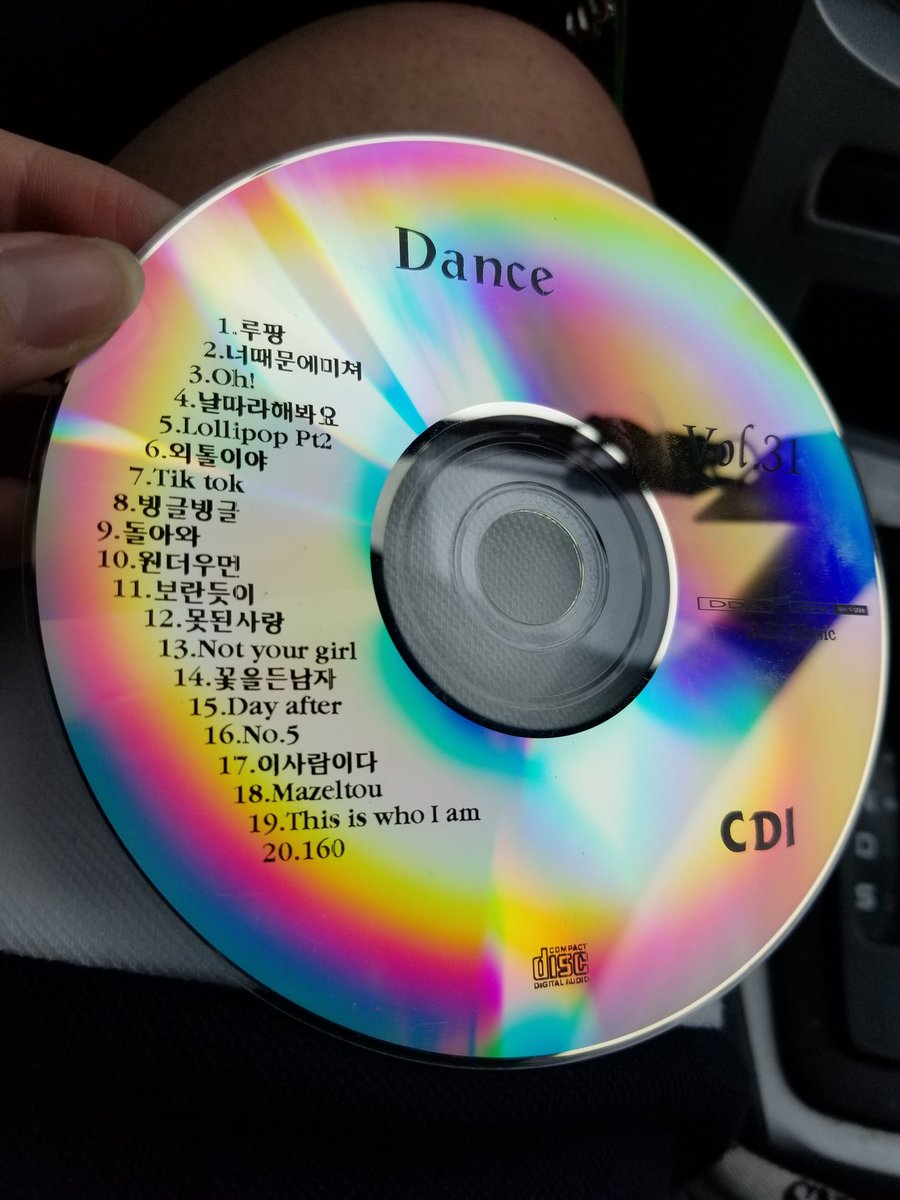 Dance
1.루팡
2.너때문에미쳐
3.Oh!
4.날따라해봐요
5.Lollipop Pt2
6.외톨이야
7.Tik tok
8.빙글빙글
9.돌아와
10.원더우먼
11.보란듯이
12.못된사랑
13.Not your girl
14.꽃을든남자
15.Day after
16.No.5
17.이사람이다
18.Mazeltou
19.This is who I am
20.160
Vol.31
CD1
COMPACT
disc
DIGITAL AUDIO
D
S